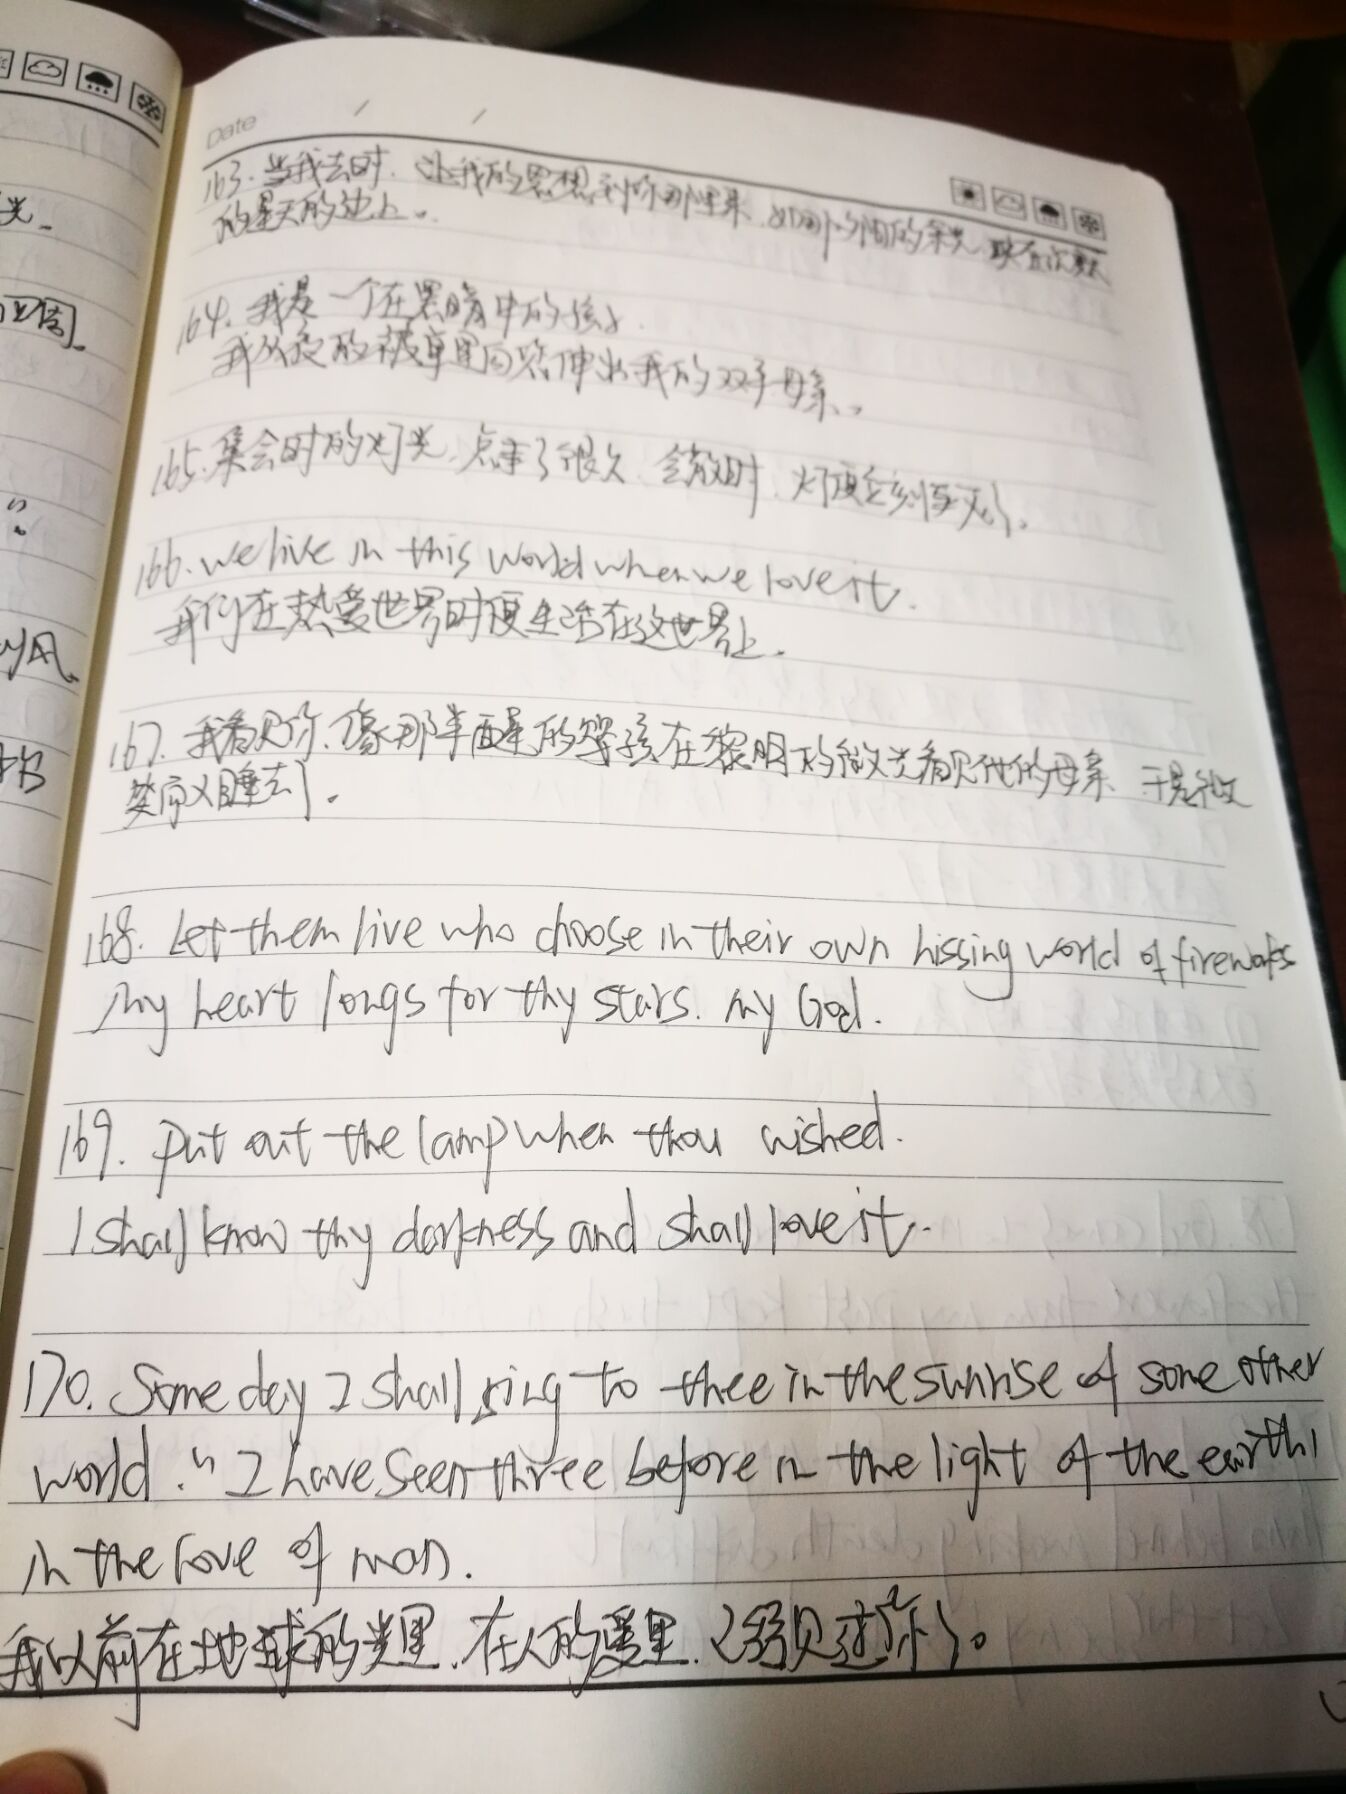 Date / /
163. 当我去时, 让我的思想到你那里来, 如那夕阳的余光, 映在沉默
的星天的边上。
164. 我是一个在黑暗中的孩子.
我从夜的被单里向您伸出我的双手, 母亲。
165. 集会时的灯光, 点了很久, 会散时, 灯便立刻灭了。
166. we live in this world when we love it.
我们在热爱世界时便生活在这世界上。
167. 我看见你, 像那半醒的婴孩在黎明的微光看见他的母亲, 于是微
笑而又睡去了。
168. Let them live who choose in their own hissing world of fireworks
my heart longs for thy stars. my God.
169. put out the lamp when thou wished.
I shall know thy darkness and shall love it.
170. Some day I shall sing to thee in the sunrise of some other
world. "I have seen three before in the light of the earth,
in the love of man.
我以前在地球的光里, 在人的爱里, 已经见过你了。
光。
风